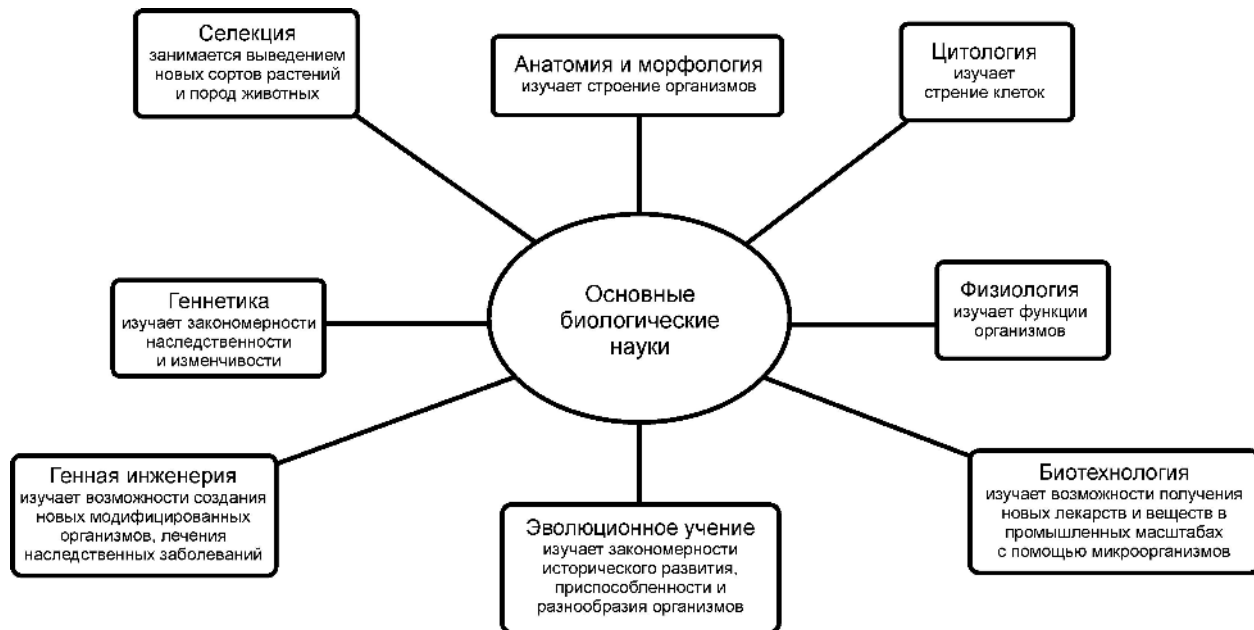 Селекция
занимается выведением
новых сортов растений
и пород животных
Анатомия и морфология
изучает строение организмов
Цитология
изучает
стрение клеток
Геннетика
изучает закономерности
наследственности
и изменчивости
Основные
биологические
науки
Физиология
изучает функции
организмов
Генная инженерия
изучает возможности создания
новых модифицированных
организмов, лечения
наследственных заболеваний
Эволюционное учение
изучает закономерности
исторического развития,
приспособленности и
разнообразия организмов
Биотехнология
изучает возможности получения
новых лекарств и веществ в
промышленных масштабах
с помощью микроорганизмов